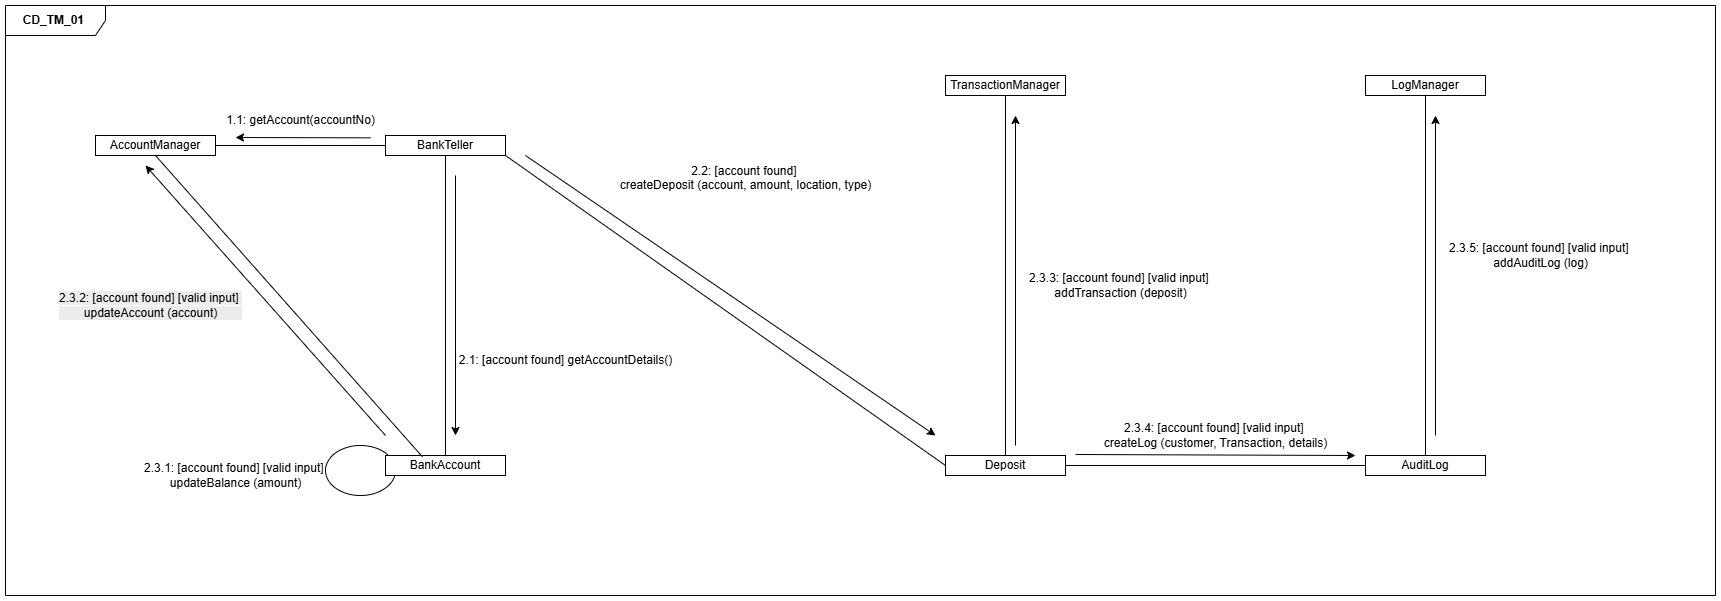 CD_TM_01
TransactionManager
LogManager
1.1: getAccount(accountNo)
AccountManager
BankTeller
2.2: [account found]
createDeposit (account, amount, location, type)
2.3.5: [account found] [valid input]
addAuditLog (log)
2.3.3: [account found] [valid input]
addTransaction (deposit)
2.3.2: [account found] [valid input]
updateAccount (account)
2.1: [account found] getAccountDetails()
2.3.4: [account found] [valid input]
createLog (customer, Transaction, details)
2.3.1: [account found] [valid input]
updateBalance (amount)
BankAccount
Deposit
AuditLog